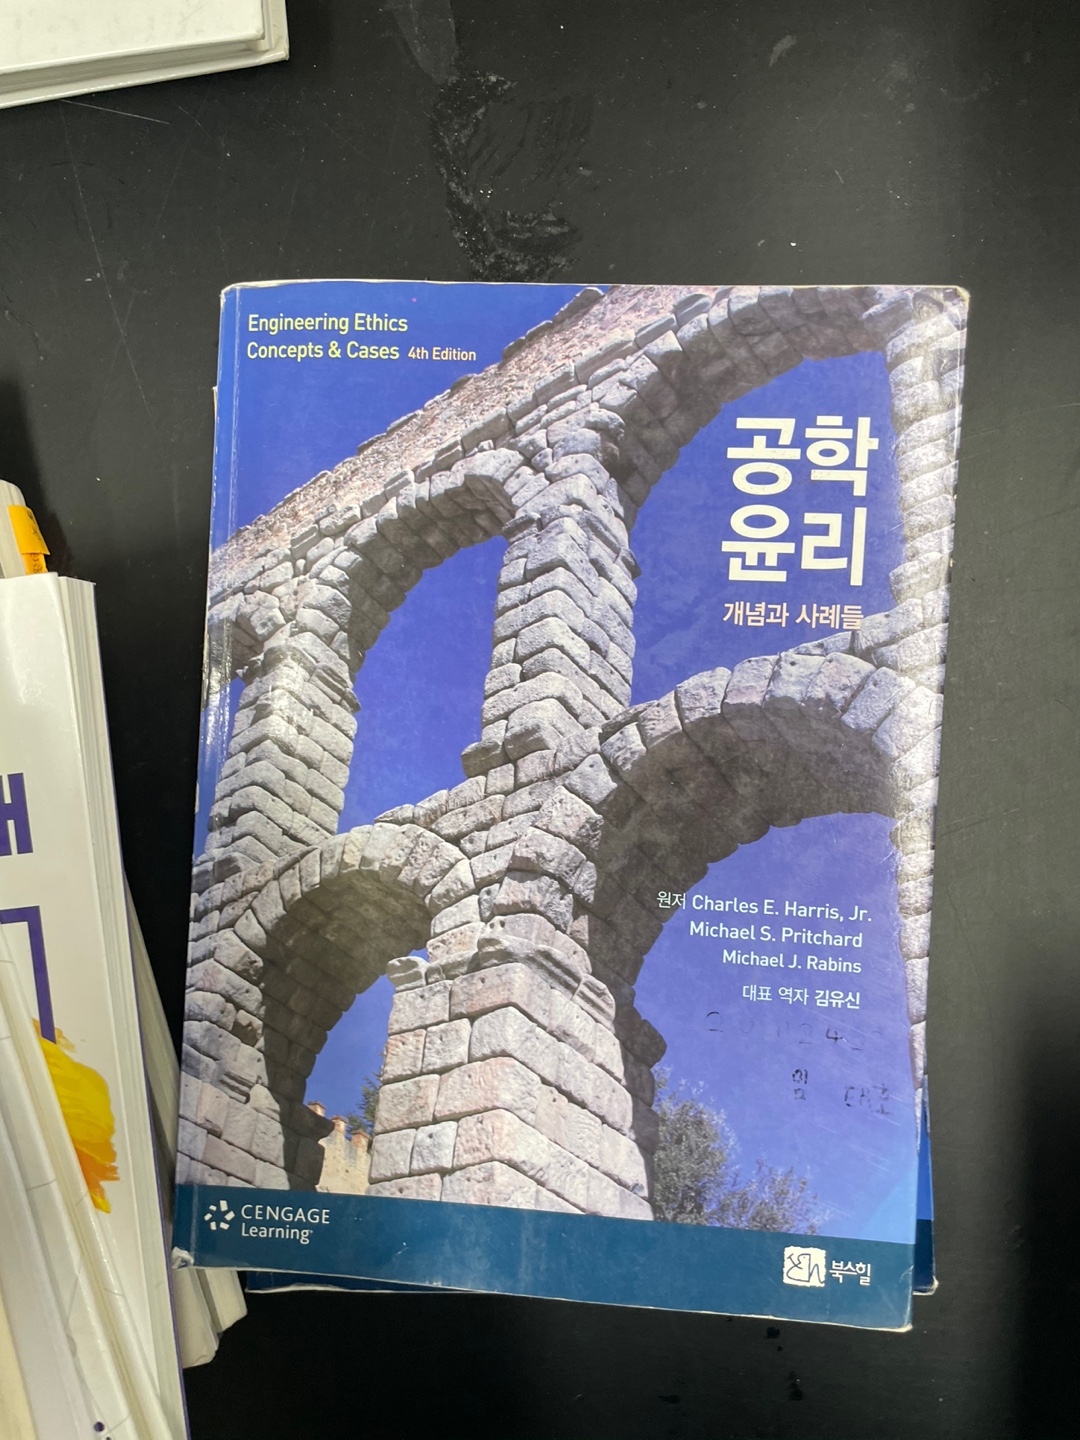 Engineering Ethics
Concepts & Cases 4th Edition
공학
윤리
개념과 사례들
원저 Charles E. Harris, Jr.
Michael S. Pritchard
Michael J. Rabins
대표 역자 김유신
CENGAGE
Learning
북스힐